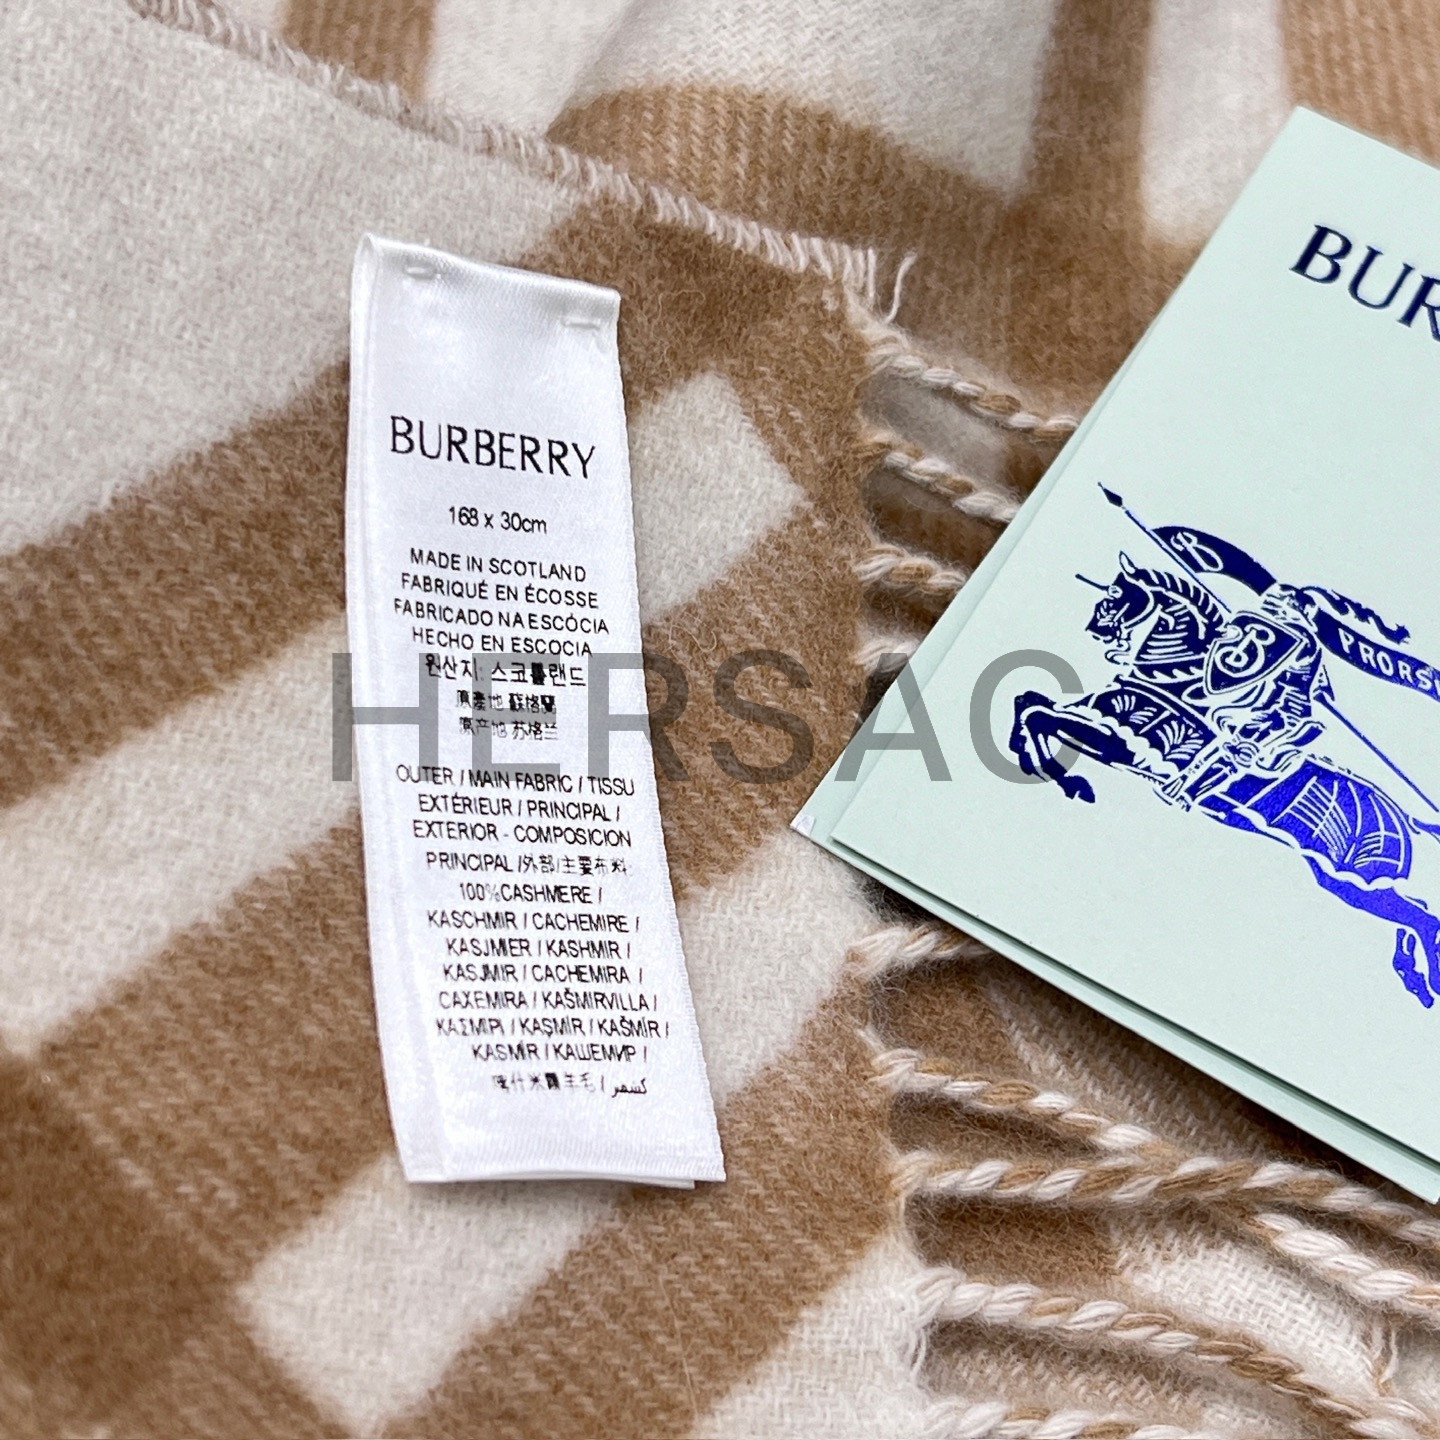 BURBERRY
168 x 30cm
MADE IN SCOTLAND
FABRIQUÉ EN ÉCOSSE
FABRICADO NA ESCÓCIA
HECHO EN ESCOCIA
원산지: 스코틀랜드
原產地 蘇格蘭
原产地 苏格兰
OUTER / MAIN FABRIC / TISSU
EXTÉRIEUR / PRINCIPAL /
EXTERIOR - COMPOSICION
PRINCIPAL /外部/主要布料:
100%CASHMERE /
KASCHMIR / CACHEMIRE /
KASJMIER / KASHMIR /
KASJMIR / CACHEMIRA /
CAXEMIRA / KAŠMIRVILLA /
ΚΑΣΜΙΡΙ / KAŞMİR / KAŠMÍR /
KASMÍR / КАШЕМИР /
米羅羊毛 / كشمير
BUR
B
B
PRORS
HERSAC